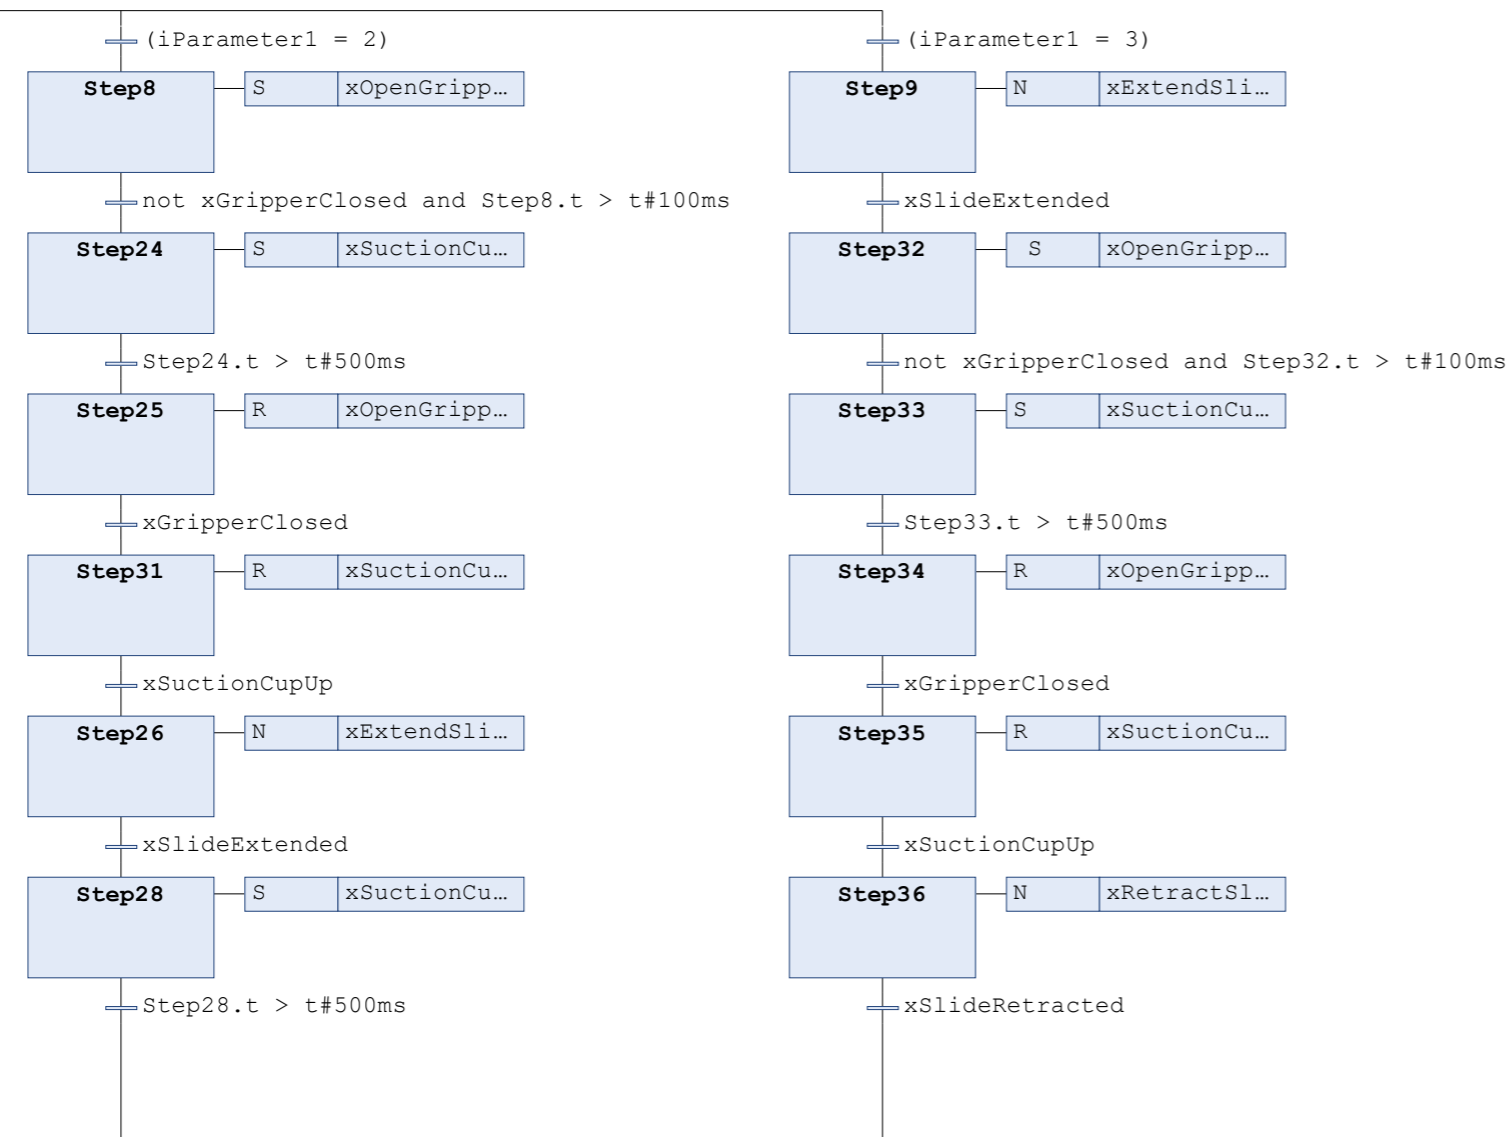 (iParameter1 = 2)
Step8 S xOpenGripp…
not xGripperClosed and Step8.t > t#100ms
Step24 S xSuctionCu…
Step24.t > t#500ms
Step25 R xOpenGripp…
xGripperClosed
Step31 R xSuctionCu…
xSuctionCupUp
Step26 N xExtendSli…
xSlideExtended
Step28 S xSuctionCu…
Step28.t > t#500ms
(iParameter1 = 3)
Step9 N xExtendSli…
xSlideExtended
Step32 S xOpenGripp…
not xGripperClosed and Step32.t > t#100ms
Step33 S xSuctionCu…
Step33.t > t#500ms
Step34 R xOpenGripp…
xGripperClosed
Step35 R xSuctionCu…
xSuctionCupUp
Step36 N xRetractSl…
xSlideRetracted